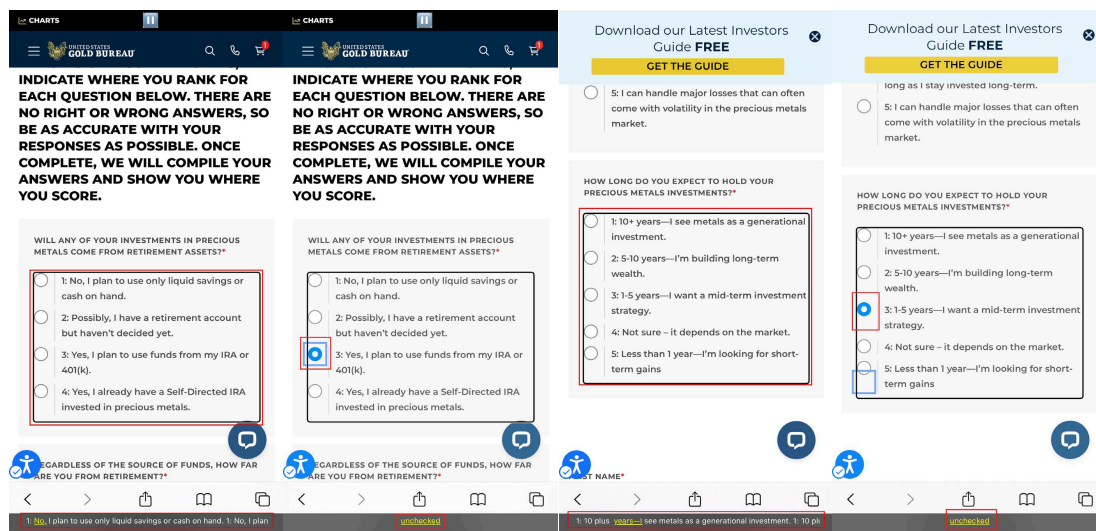 CHARTS
UNITED STATES
GOLD BUREAU
INDICATE WHERE YOU RANK FOR
EACH QUESTION BELOW. THERE ARE
NO RIGHT OR WRONG ANSWERS, SO
BE AS ACCURATE WITH YOUR
RESPONSES AS POSSIBLE. ONCE
COMPLETE, WE WILL COMPILE YOUR
ANSWERS AND SHOW YOU WHERE
YOU SCORE.
WILL ANY OF YOUR INVESTMENTS IN PRECIOUS
METALS COME FROM RETIREMENT ASSETS?*
1: No, I plan to use only liquid savings or
cash on hand.
2: Possibly, I have a retirement account
but haven't decided yet.
3: Yes, I plan to use funds from my IRA or
401(k).
4: Yes, I already have a Self-Directed IRA
invested in precious metals.
EGARDLESS OF THE SOURCE OF FUNDS, HOW FAR
ARE YOU FROM RETIREMENT?*
1: No, I plan to use only liquid savings or cash on hand. 1: No, I plan
CHARTS
UNITED STATES
GOLD BUREAU
INDICATE WHERE YOU RANK FOR
EACH QUESTION BELOW. THERE ARE
NO RIGHT OR WRONG ANSWERS, SO
BE AS ACCURATE WITH YOUR
RESPONSES AS POSSIBLE. ONCE
COMPLETE, WE WILL COMPILE YOUR
ANSWERS AND SHOW YOU WHERE
YOU SCORE.
WILL ANY OF YOUR INVESTMENTS IN PRECIOUS
METALS COME FROM RETIREMENT ASSETS?*
1: No, I plan to use only liquid savings or
cash on hand.
2: Possibly, I have a retirement account
but haven't decided yet.
3: Yes, I plan to use funds from my IRA or
401(k).
4: Yes, I already have a Self-Directed IRA
invested in precious metals.
EGARDLESS OF THE SOURCE OF FUNDS, HOW FAR
ARE YOU FROM RETIREMENT?*
unchecked
Download our Latest Investors
Guide FREE
GET THE GUIDE
5: I can handle major losses that can often
come with volatility in the precious metals
market.
HOW LONG DO YOU EXPECT TO HOLD YOUR
PRECIOUS METALS INVESTMENTS?*
1: 10+ years—I see metals as a generational
investment.
2: 5-10 years—I'm building long-term
wealth.
3: 1-5 years—I want a mid-term investment
strategy.
4: Not sure – it depends on the market.
5: Less than 1 year—I'm looking for short-
term gains
ST NAME*
1: 10 plus years—I see metals as a generational investment. 1: 10 pl
Download our Latest Investors
Guide FREE
GET THE GUIDE
long as I stay invested long-term.
5: I can handle major losses that can often
come with volatility in the precious metals
market.
HOW LONG DO YOU EXPECT TO HOLD YOUR
PRECIOUS METALS INVESTMENTS?*
1: 10+ years—I see metals as a generational
investment.
2: 5-10 years—I'm building long-term
wealth.
3: 1-5 years—I want a mid-term investment
strategy.
4: Not sure – it depends on the market.
5: Less than 1 year—I'm looking for short-
term gains
unchecked